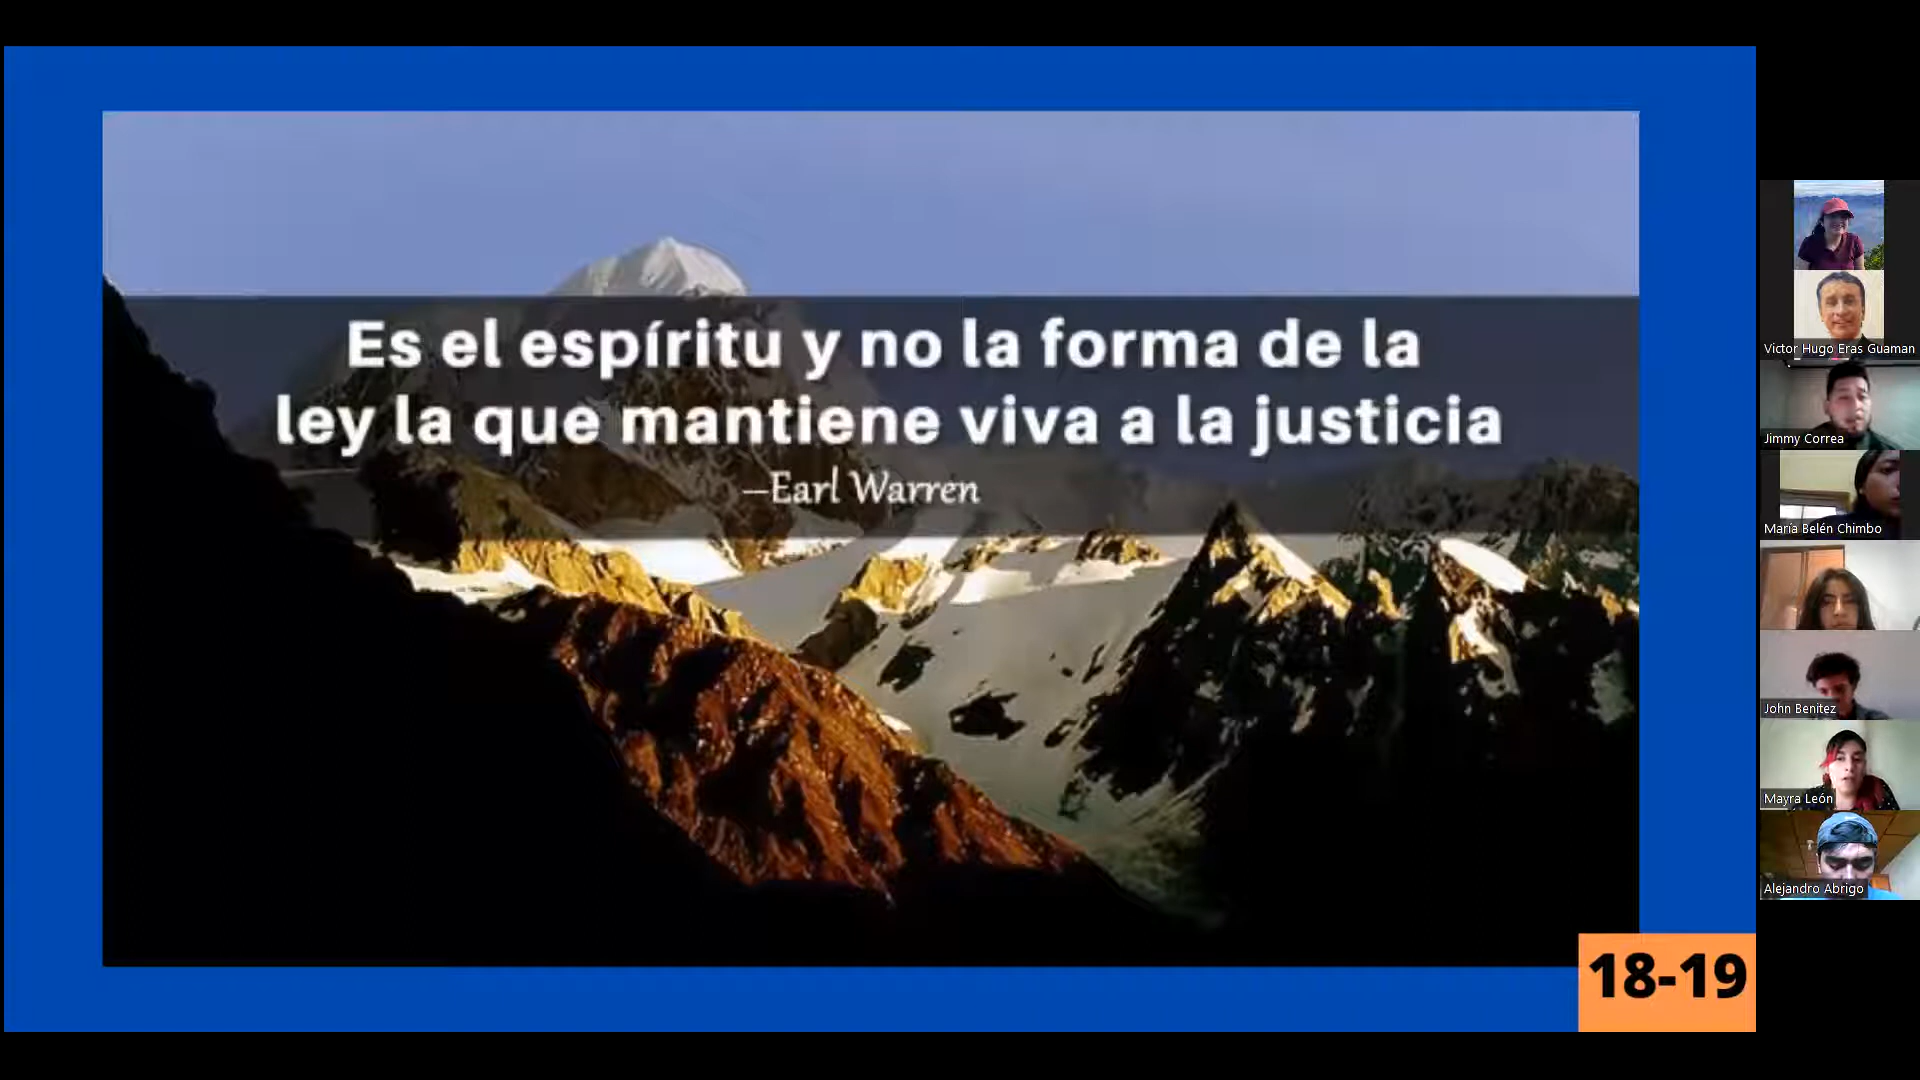 Es el espíritu y no la forma de la
ley la que mantiene viva a la justicia
—Earl Warren
18-19
Victor Hugo Eras Guaman
Jimmy Correa
María Belén Chimbo
John Benitez
Mayra León
Alejandro Abrigo